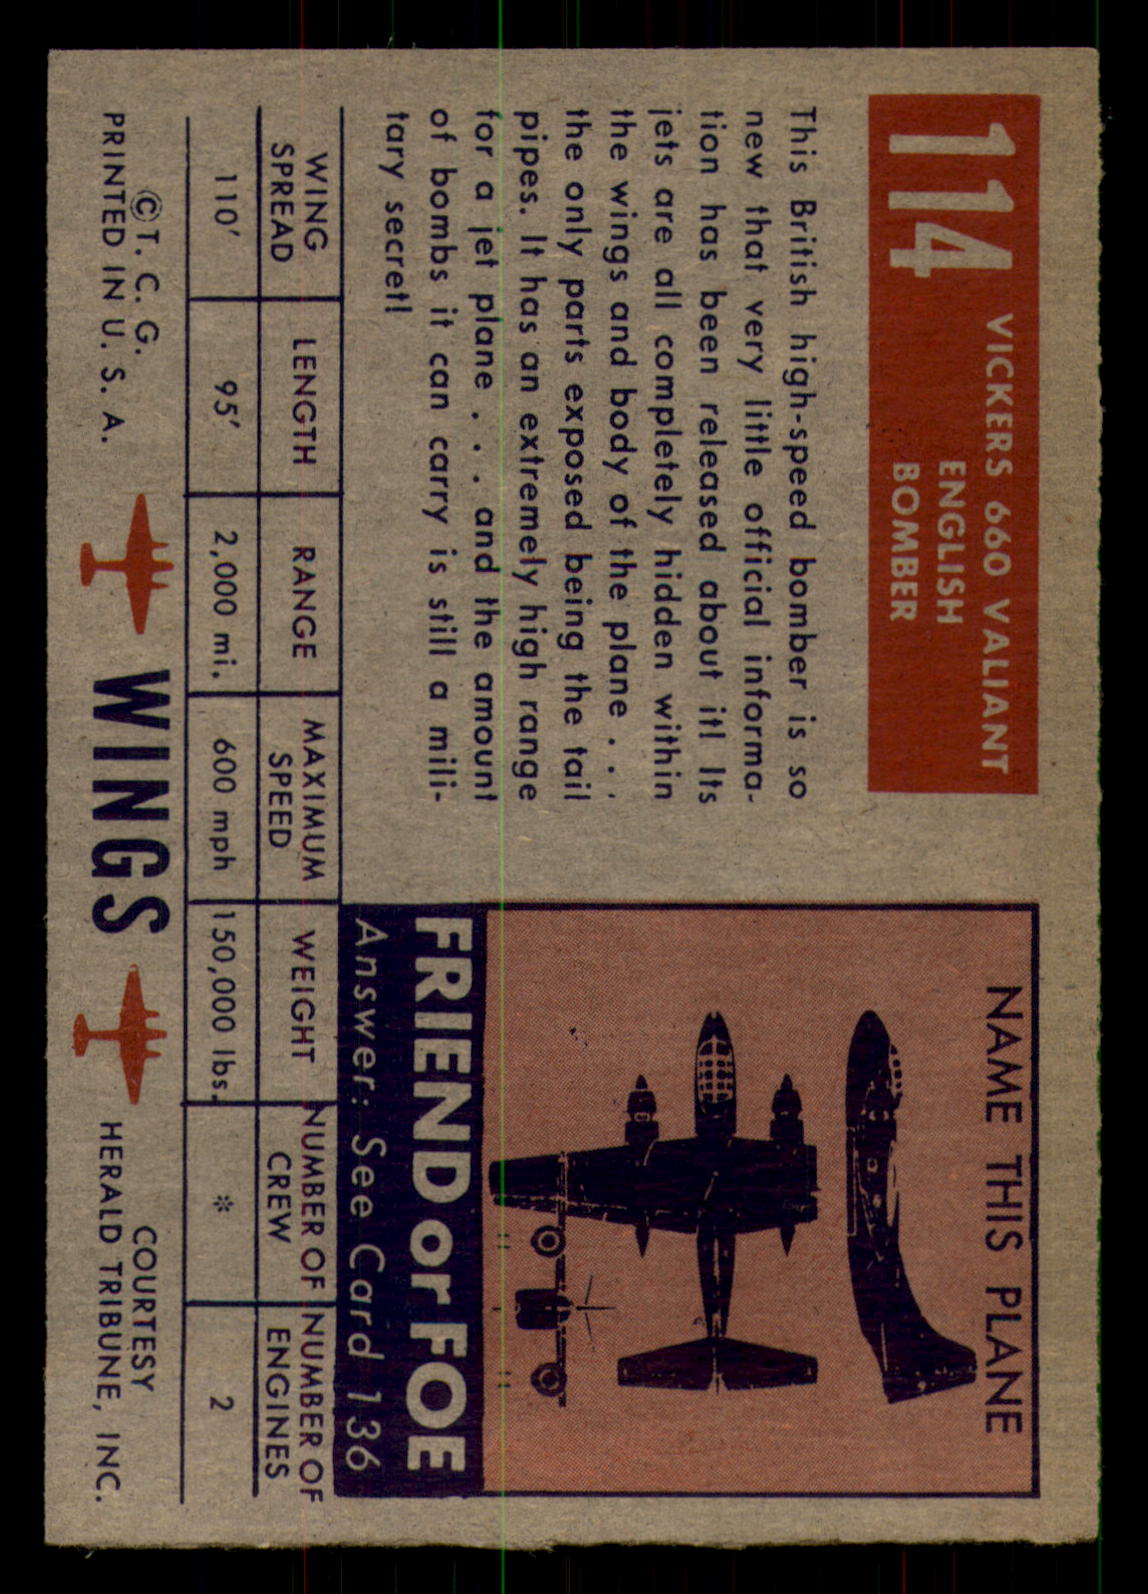 114 VICKERS 660 VALIANT
ENGLISH
BOMBER
This British high-speed bomber is so
new that very little official informa-
tion has been released about it! Its
jets are all completely hidden within
the wings and body of the plane . . .
the only parts exposed being the tail
pipes. It has an extremely high range
for a jet plane . . . and the amount
of bombs it can carry is still a mili-
tary secret!
NAME THIS PLANE
FRIEND or FOE
Answer: See Card 136
WING SPREAD LENGTH RANGE MAXIMUM SPEED WEIGHT NUMBER OF CREW NUMBER OF ENGINES
110' 95' 2,000 mi. 600 mph 150,000 lbs. * 2
©T. C. G.
PRINTED IN U. S. A.
WINGS
COURTESY
HERALD TRIBUNE, INC.